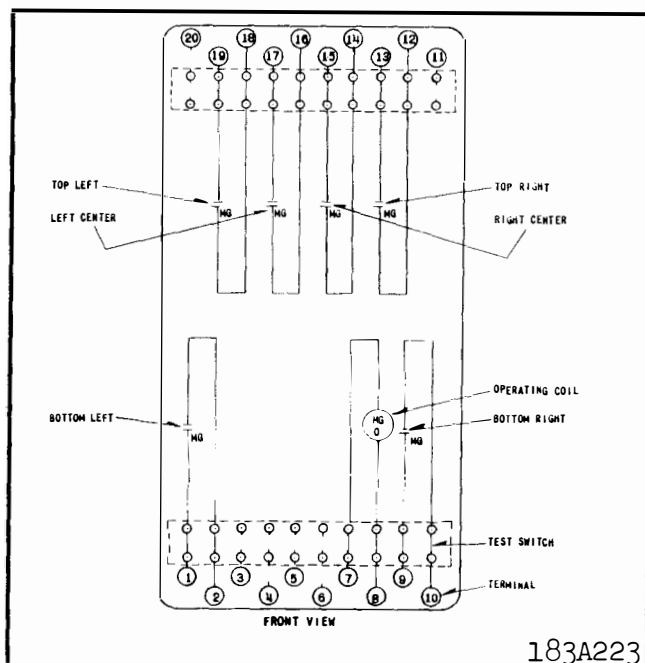 20 18 16 14 12
19 17 15 13 11
TOP LEFT
MG MG MG MG
TOP RIGHT
LEFT CENTER
RIGHT CENTER
OPERATING COIL
BOTTOM LEFT
MG
MG
O
BOTTOM RIGHT
MG
TEST SWITCH
1 3 5 7 9
2 4 6 8 10
TERMINAL
FRONT VIEW
183A223